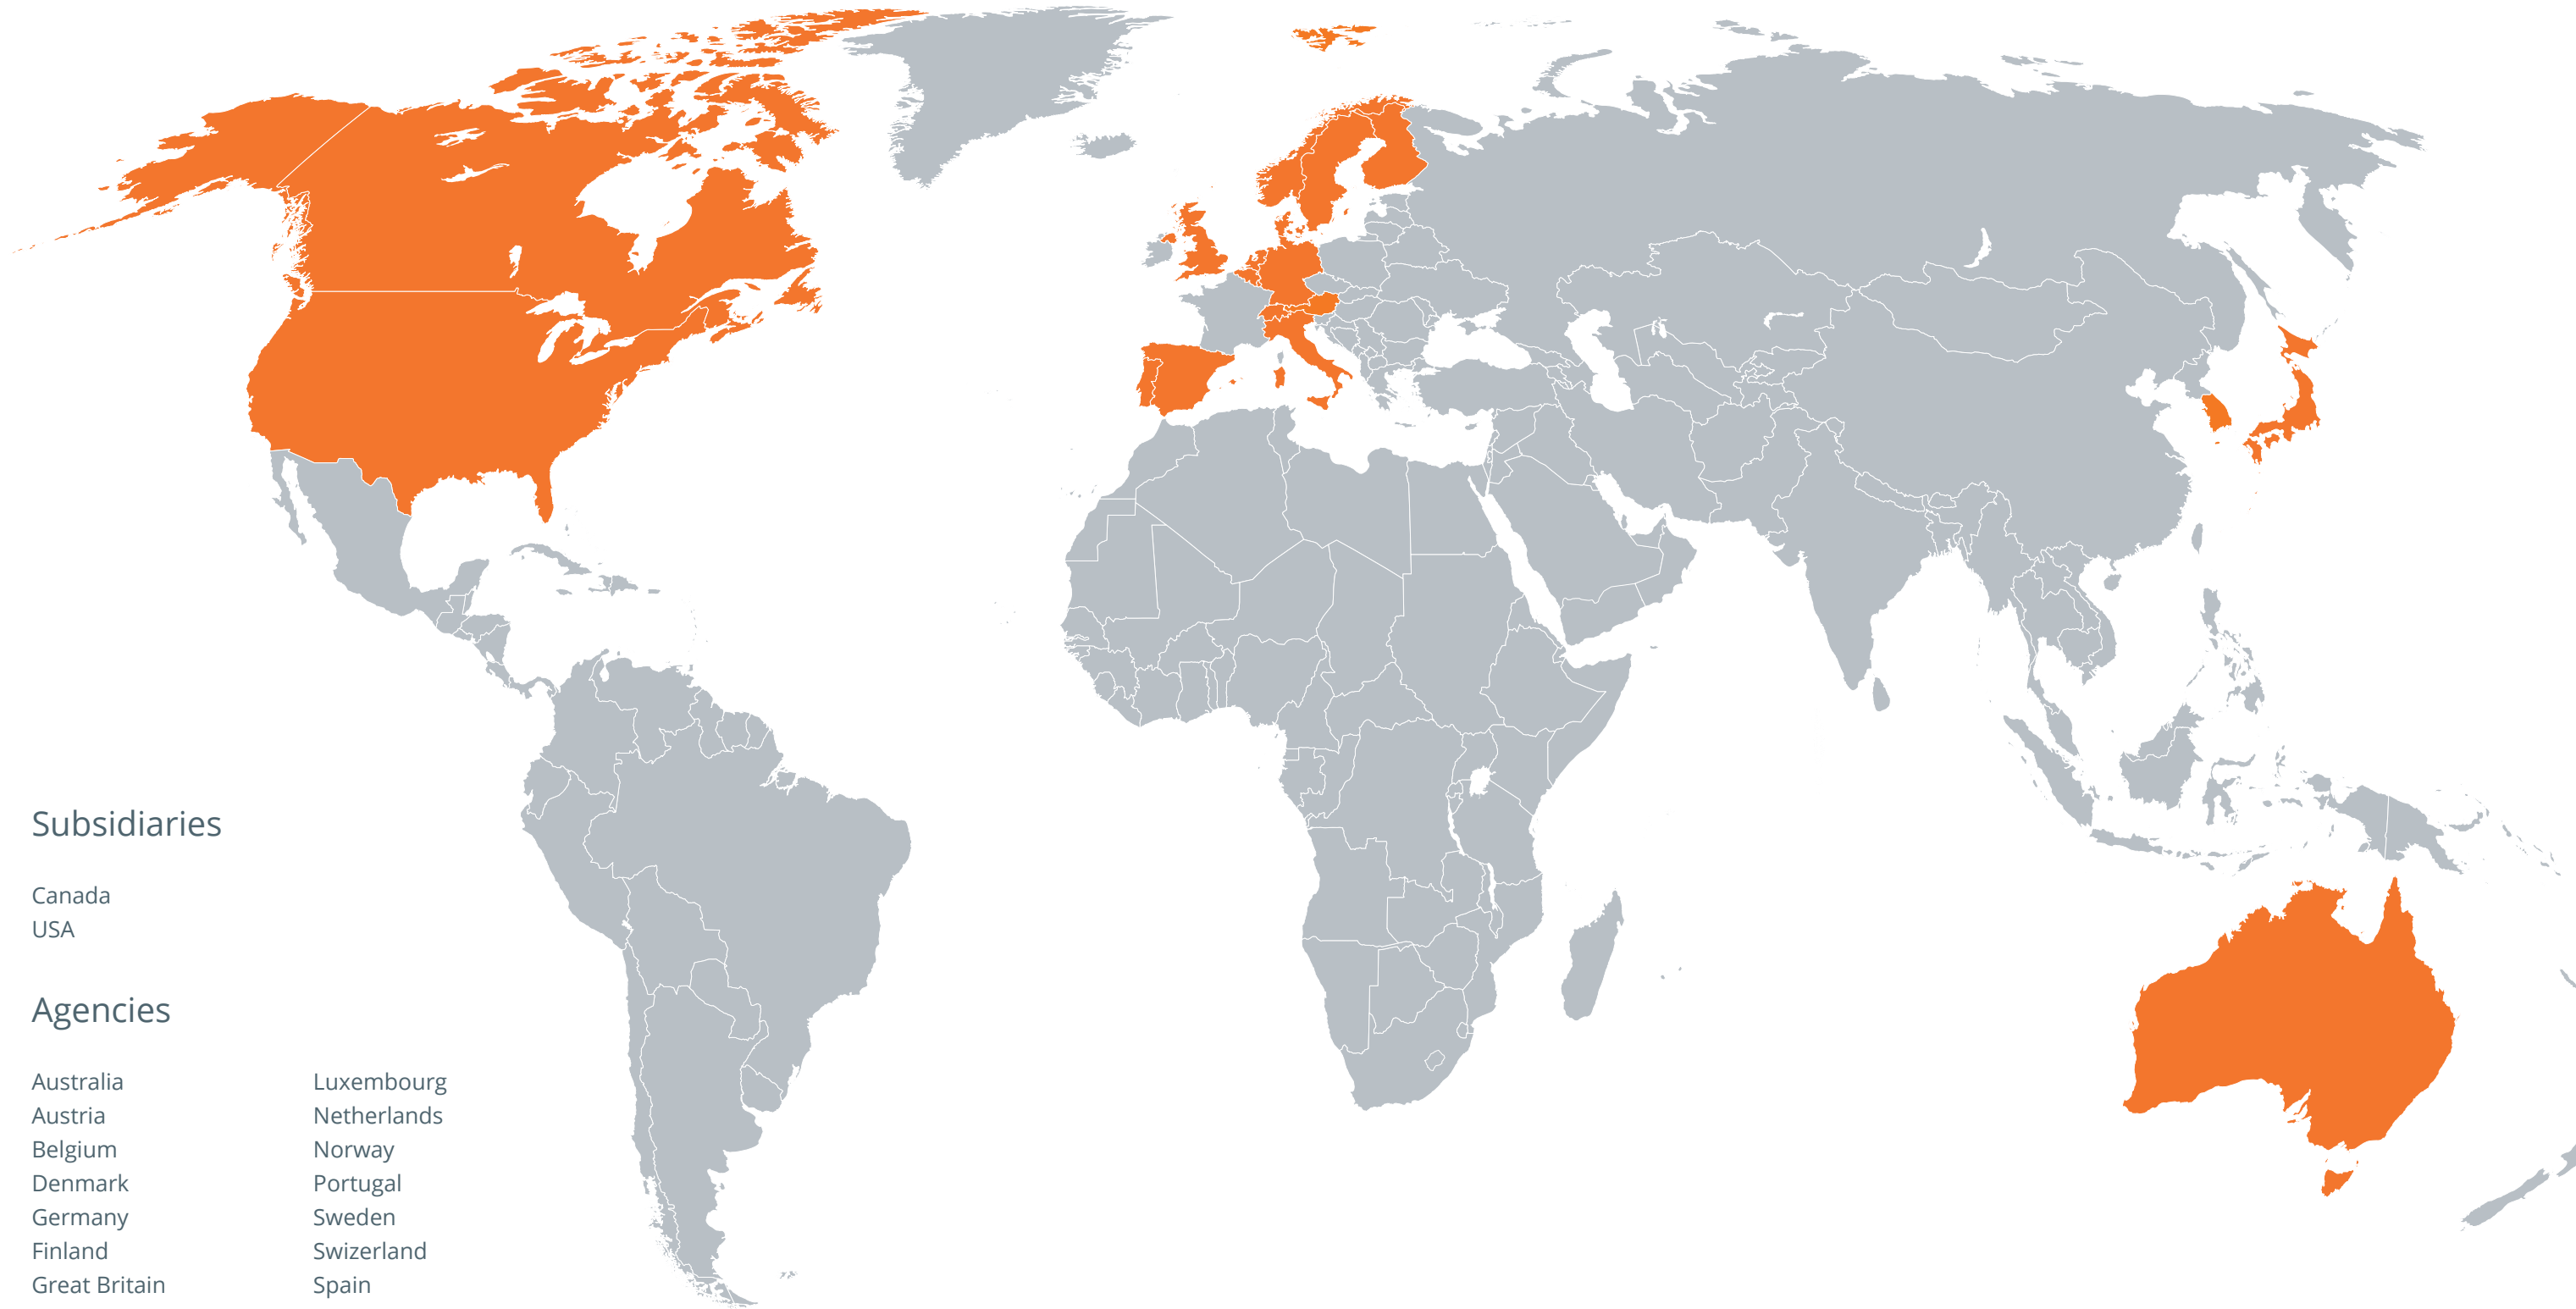 Subsidiaries
Canada
USA
Agencies
Australia
Austria
Belgium
Denmark
Germany
Finland
Great Britain
Luxembourg
Netherlands
Norway
Portugal
Sweden
Swizerland
Spain